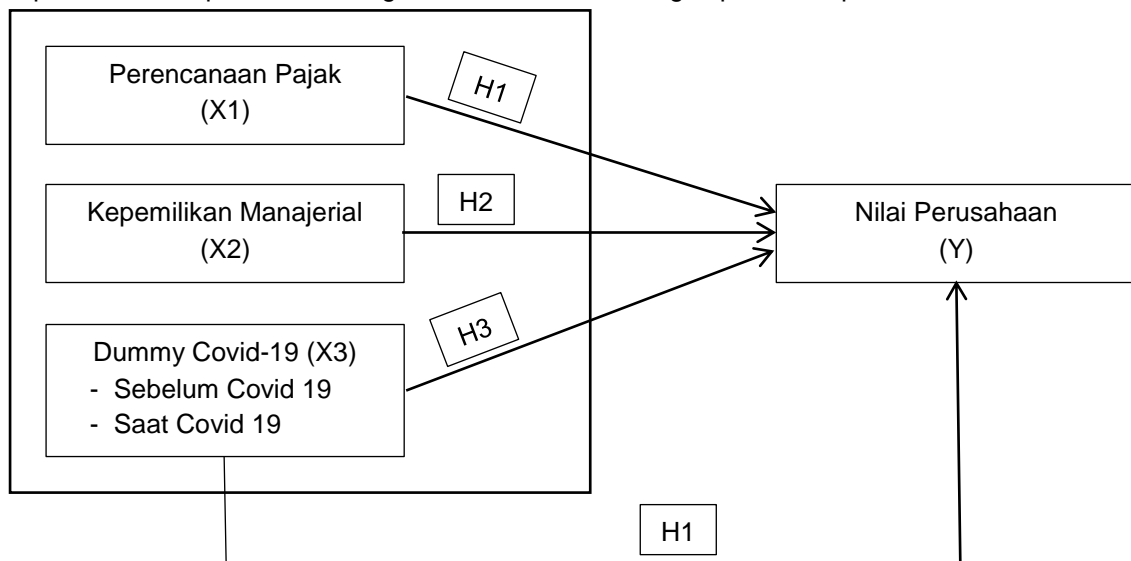 Perencanaan Pajak
(X1)
H1
Kepemilikan Manajerial
(X2)
H2
Nilai Perusahaan
(Y)
Dummy Covid-19 (X3)
- Sebelum Covid 19
- Saat Covid 19
H3
H1